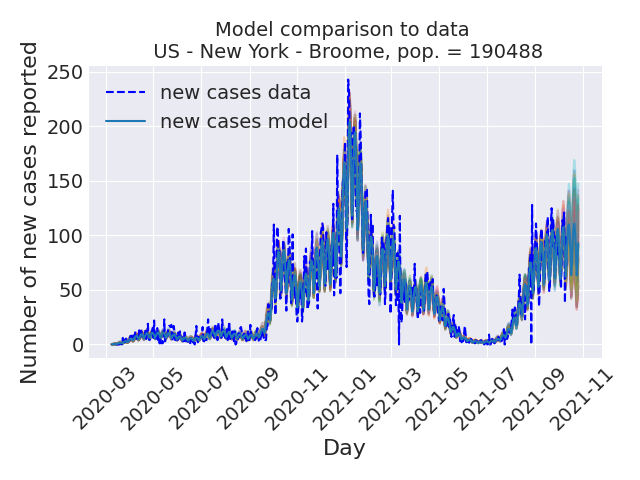 Model comparison to data
US - New York - Broome, pop. = 190488
Number of new cases reported
250
200
150
100
50
0
new cases data
new cases model
2020-03
2020-05
2020-07
2020-09
2020-11
2021-01
2021-03
2021-05
2021-07
2021-09
2021-11
Day